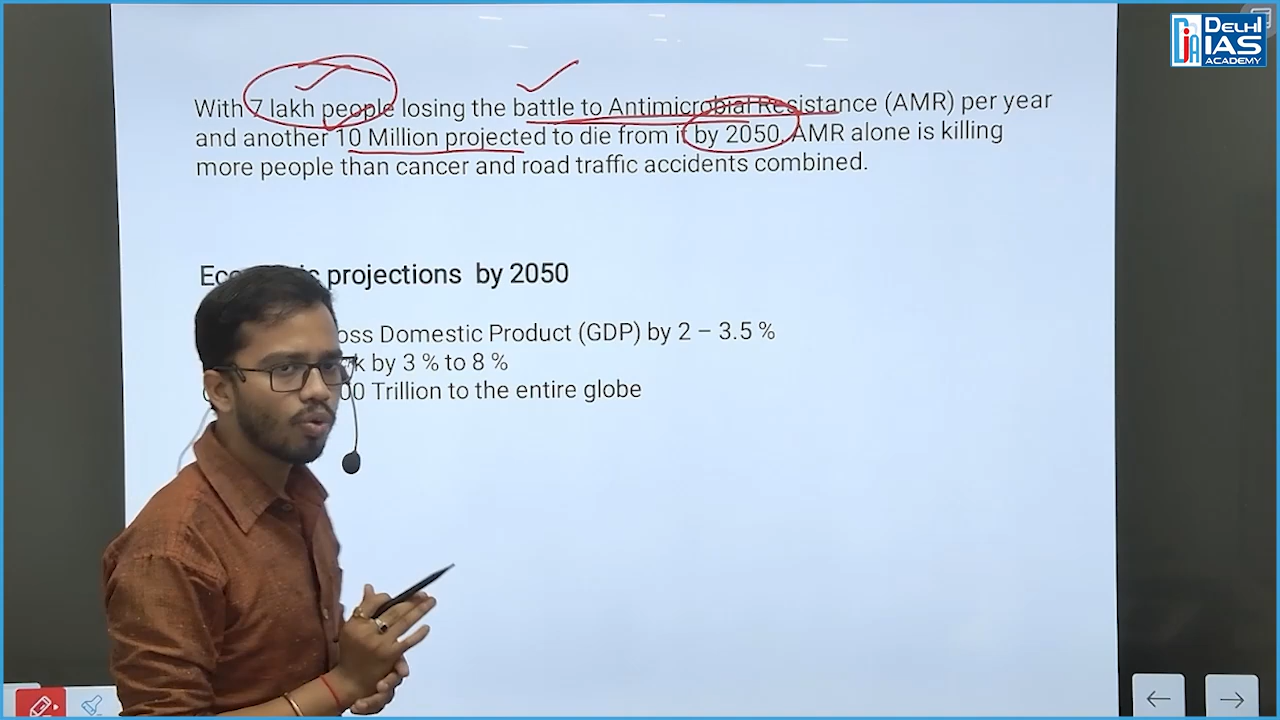 DELHI
IAS
ACADEMY
With 7 lakh people losing the battle to Antimicrobial Resistance (AMR) per year
and another 10 Million projected to die from it by 2050, AMR alone is killing
more people than cancer and road traffic accidents combined.
projections by 2050
Domestic Product (GDP) by 2 – 3.5 %
by 3 % to 8 %
Trillion to the entire globe